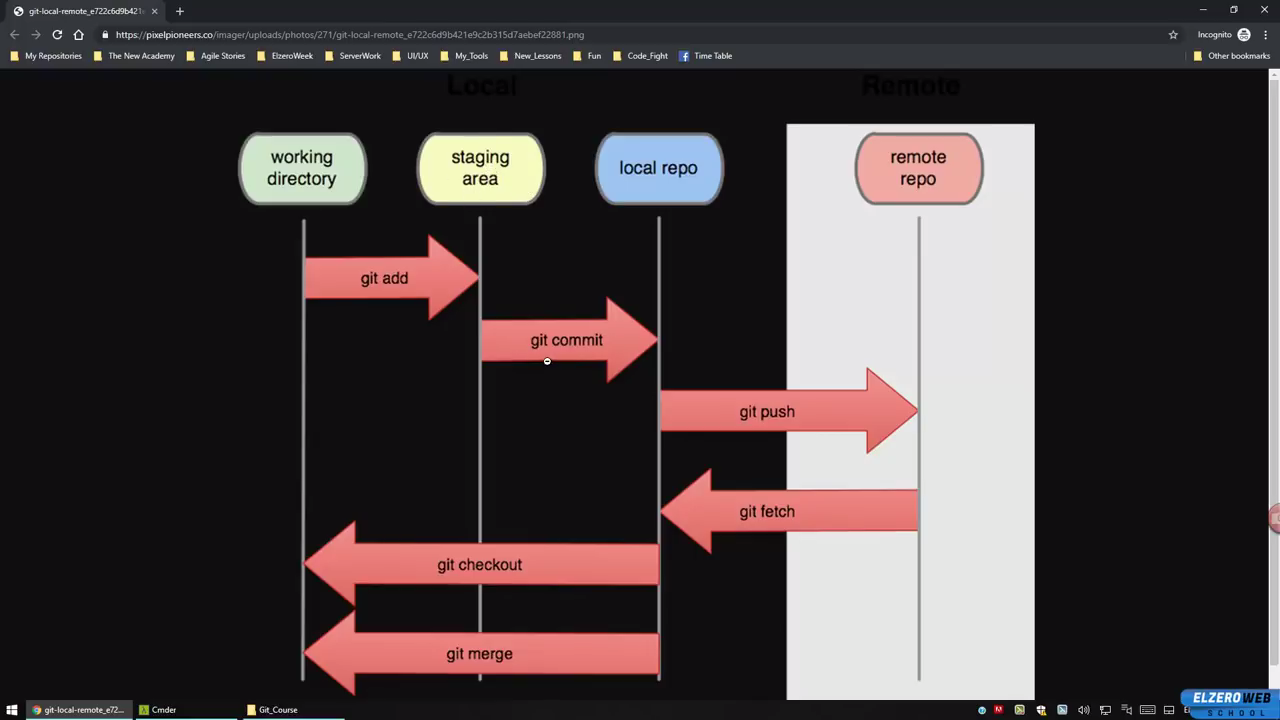 git-local-remote_e722c6d9b421e
https://pixelpioneers.co/imager/uploads/photos/271/git-local-remote_e722c6d9b421e9c2b315d7aebef22881.png
Incognito
My Repositories
The New Academy
Agile Stories
ElzeroWeek
ServerWork
UI/UX
My_Tools
New_Lessons
Fun
Code_Fight
Time Table
Other bookmarks
Local
Remote
working
directory
staging
area
local repo
remote
repo
git add
git commit
git push
git fetch
git checkout
git merge
git-local-remote_e72...
Cmder
Git_Course
ELZEROWEB
SCHOOL